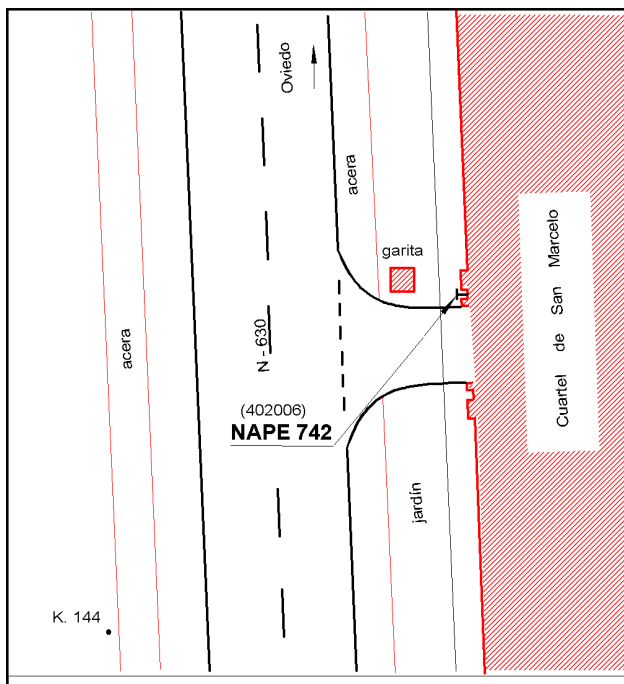 Oviedo
acera
garita
Cuartel de San Marcelo
acera
N - 630
(402006)
NAPE 742
jardín
K. 144